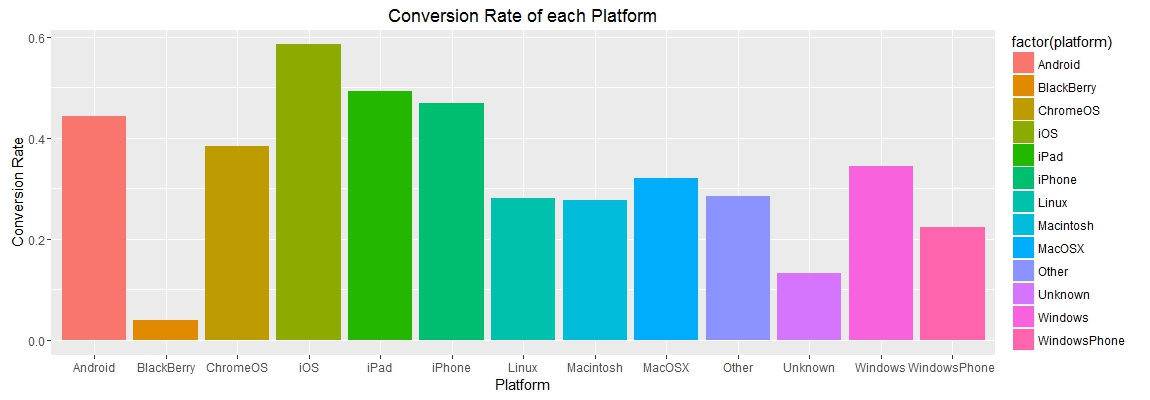 Conversion Rate of each Platform
Conversion Rate
0.6
0.4
0.2
0.0
Android BlackBerry ChromeOS iOS iPad iPhone Linux Macintosh MacOSX Other Unknown Windows WindowsPhone
Platform
factor(platform)
Android
BlackBerry
ChromeOS
iOS
iPad
iPhone
Linux
Macintosh
MacOSX
Other
Unknown
Windows
WindowsPhone